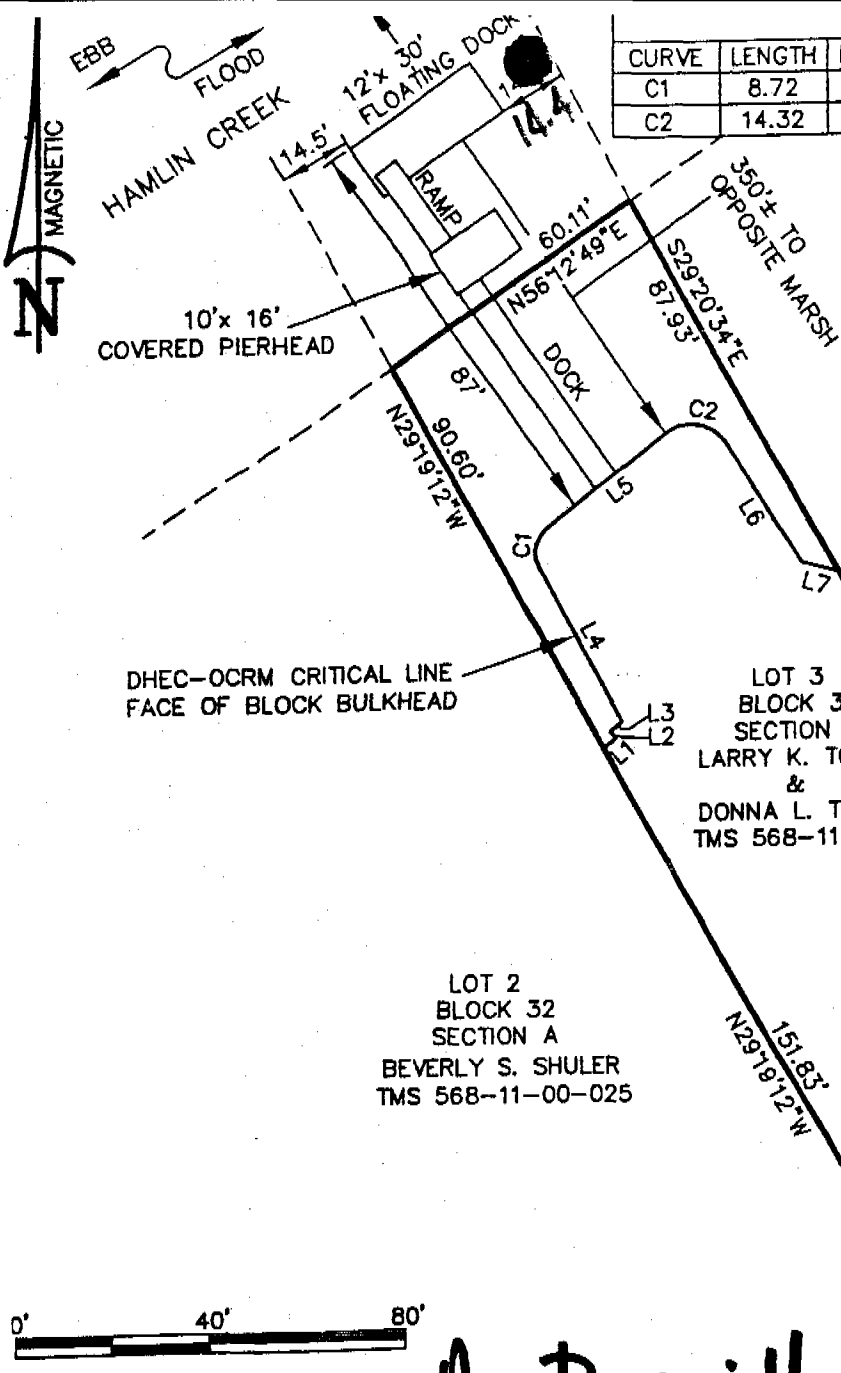 EBB
FLOOD
HAMLIN CREEK
MAGNETIC
N
12'x 30'
FLOATING DOCK
14.5'
14.4
CURVE LENGTH
C1 8.72
C2 14.32
RAMP
60.11'
N56°12'49"E
350'± TO
OPPOSITE MARSH
S29°20'34"E
87.93'
10'x 16'
COVERED PIERHEAD
87'
DOCK
90.60'
N29°19'12"W
C2
L5
L6
L7
C1
L4
DHEC-OCRM CRITICAL LINE
FACE OF BLOCK BULKHEAD
L3
L2
L1
LOT 3
BLOCK 3
SECTION
LARRY K.
&
DONNA L. T
TMS 568-11
LOT 2
BLOCK 32
SECTION A
BEVERLY S. SHULER
TMS 568-11-00-025
151.83'
N29°19'12"W
0' 40' 80'